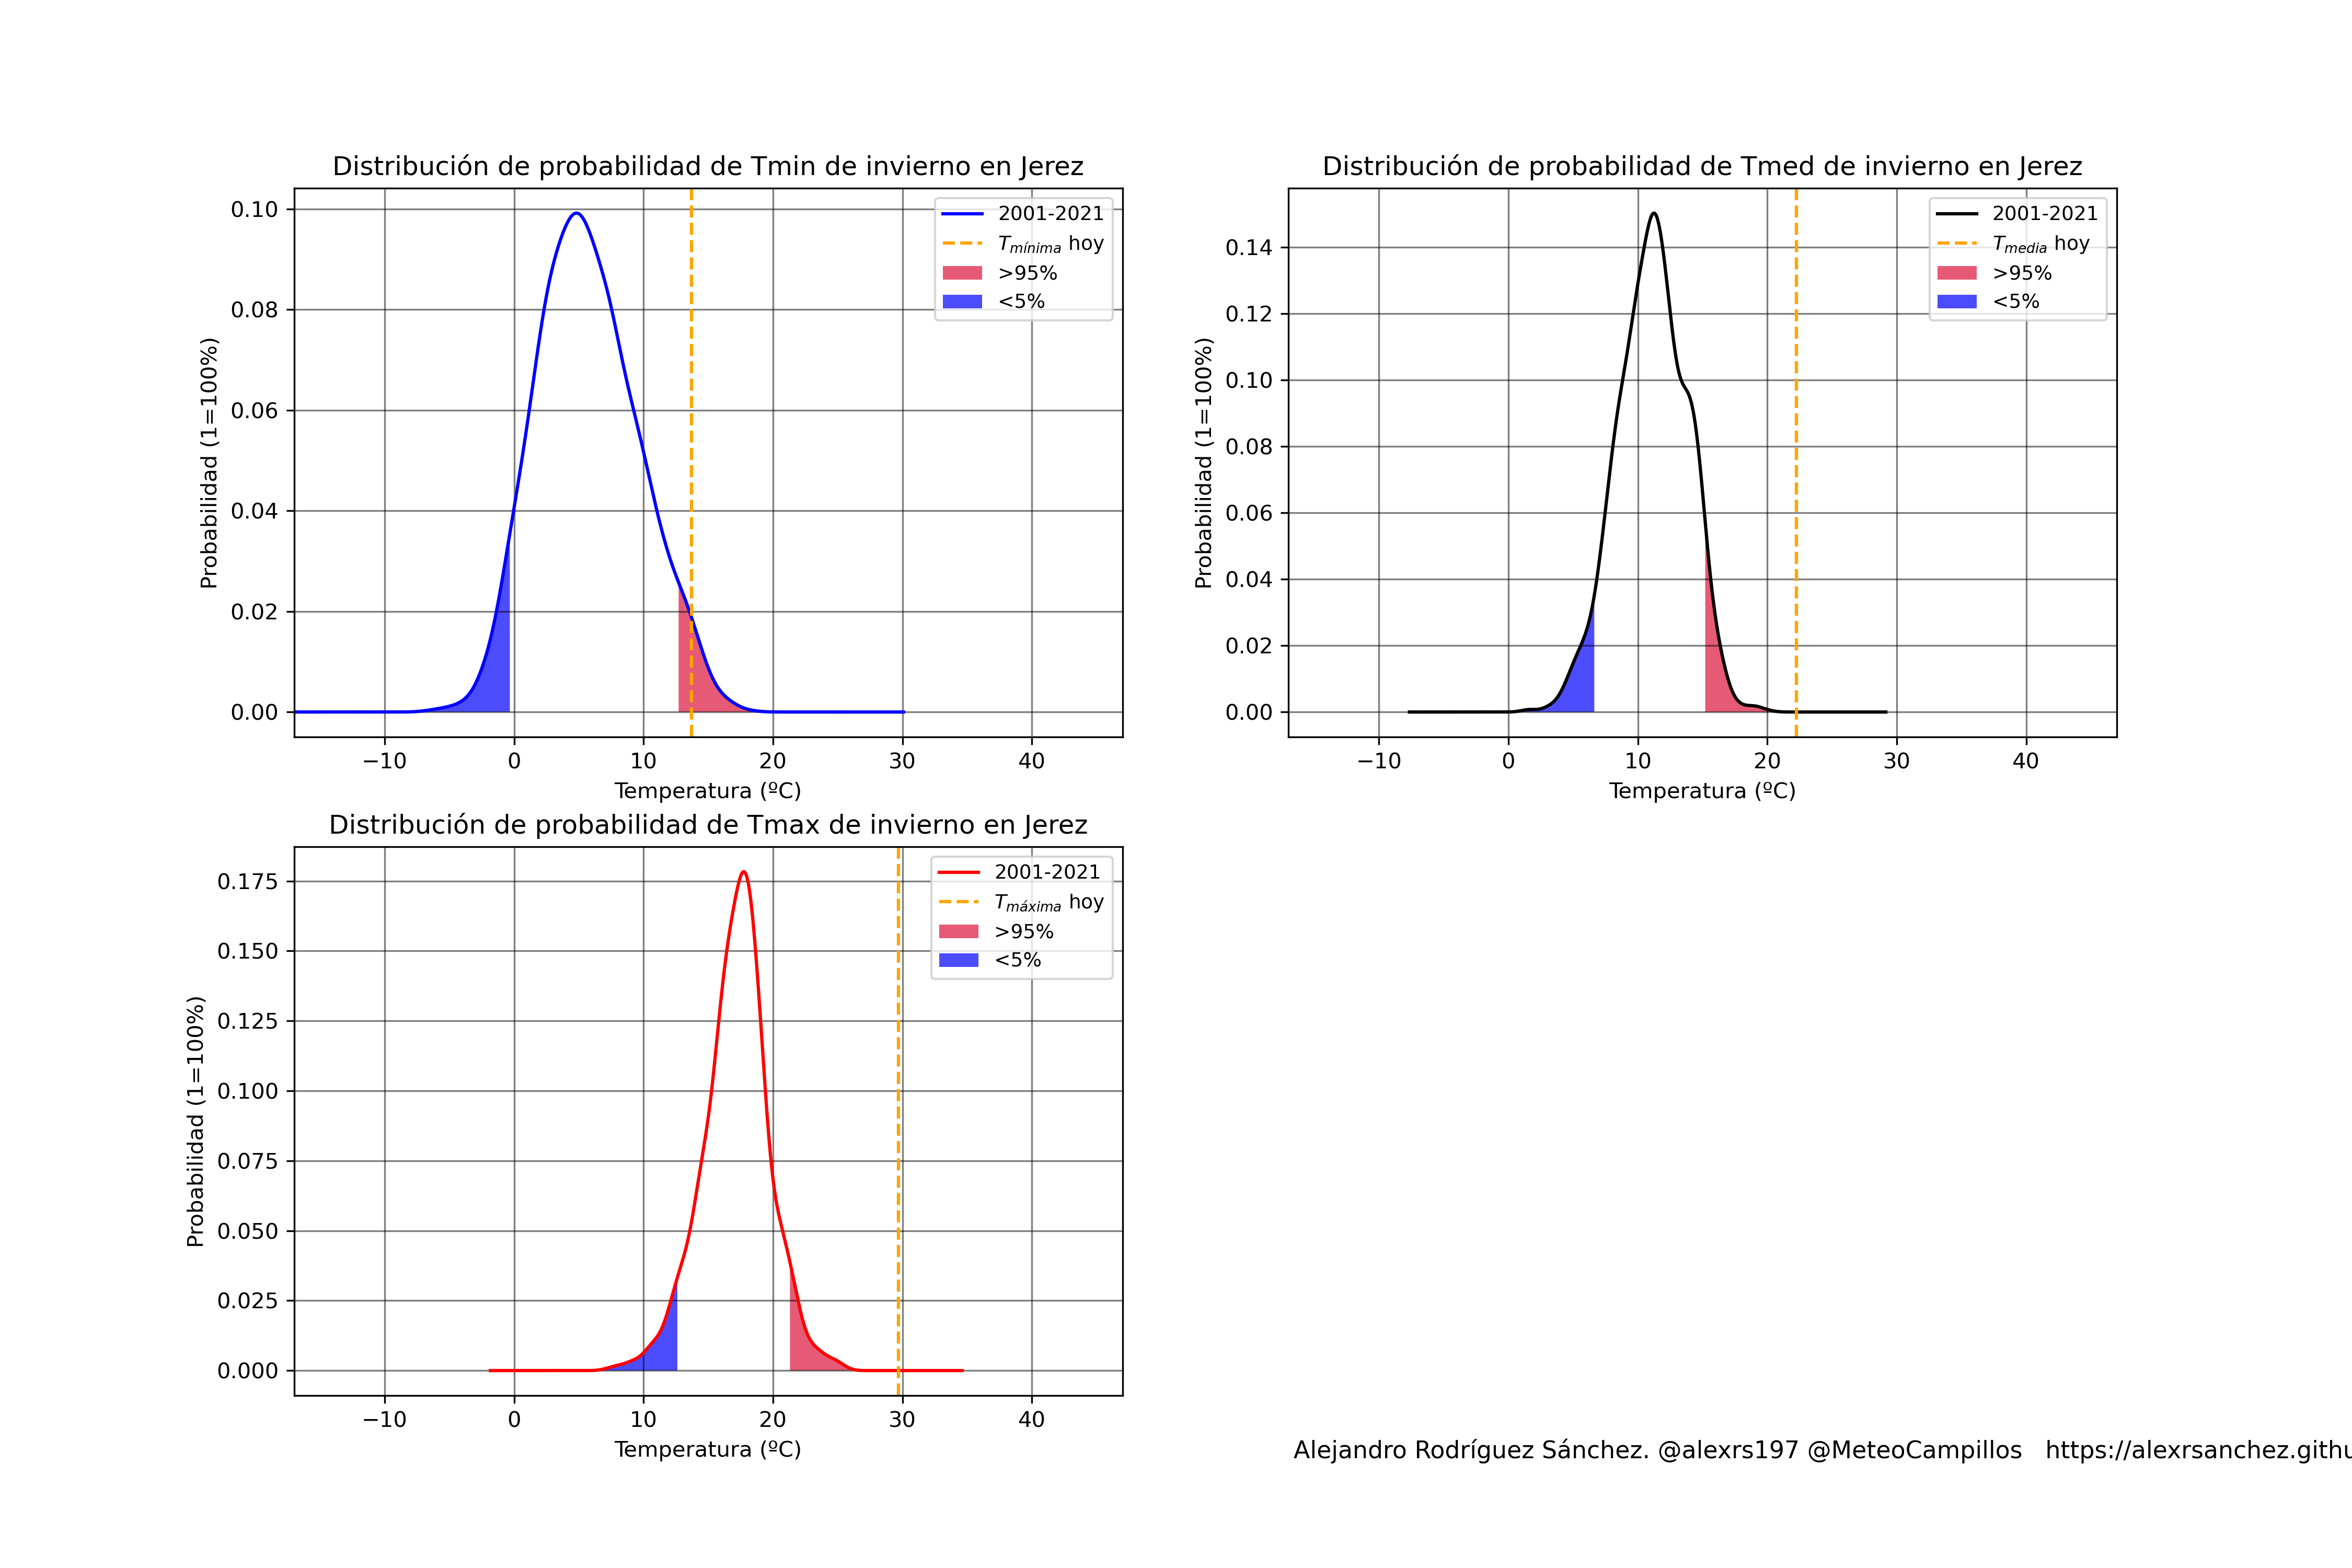 Distribución de probabilidad de Tmin de invierno en Jerez
Probabilidad (1=100%)
0.10
0.08
0.06
0.04
0.02
0.00
2001-2021
Tmínima hoy
>95%
<5%
−10 0 10 20 30 40
Temperatura (ºC)
Distribución de probabilidad de Tmed de invierno en Jerez
Probabilidad (1=100%)
0.14
0.12
0.10
0.08
0.06
0.04
0.02
0.00
2001-2021
Tmedia hoy
>95%
<5%
−10 0 10 20 30 40
Temperatura (ºC)
Distribución de probabilidad de Tmax de invierno en Jerez
Probabilidad (1=100%)
0.175
0.150
0.125
0.100
0.075
0.050
0.025
0.000
2001-2021
Tmáxima hoy
>95%
<5%
−10 0 10 20 30 40
Temperatura (ºC)
Alejandro Rodríguez Sánchez. @alexrs197 @MeteoCampillos https://alexrsanchez.githu